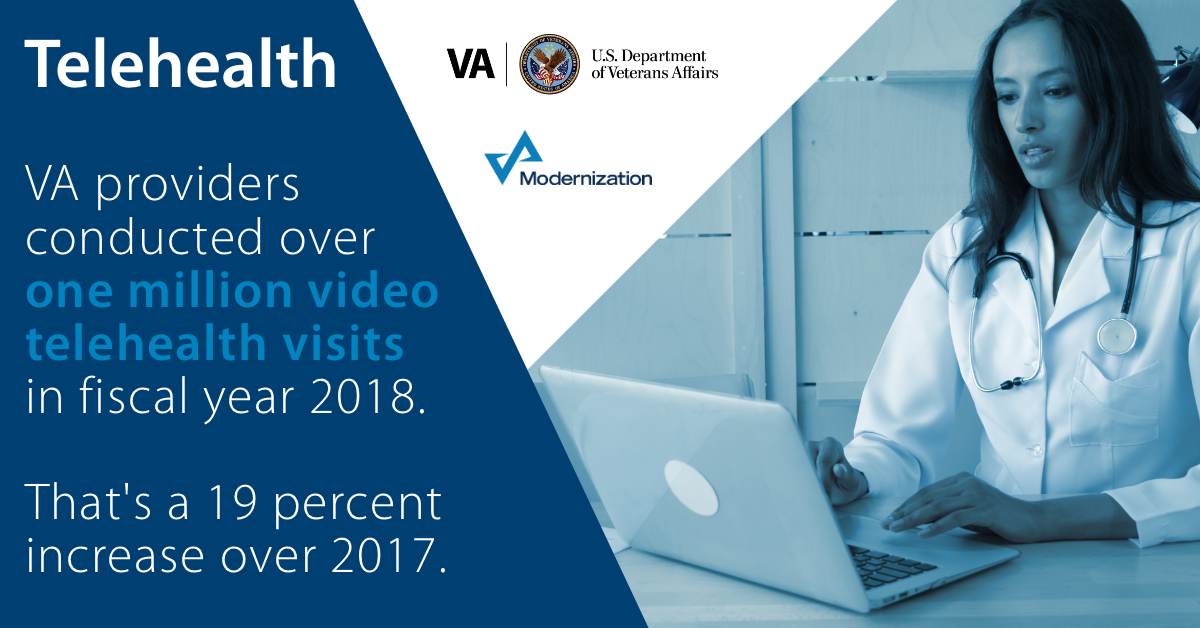 Telehealth
VA providers
conducted over
one million video
telehealth visits
in fiscal year 2018.
That's a 19 percent
increase over 2017.
VA
U.S. Department
of Veterans Affairs
Modernization